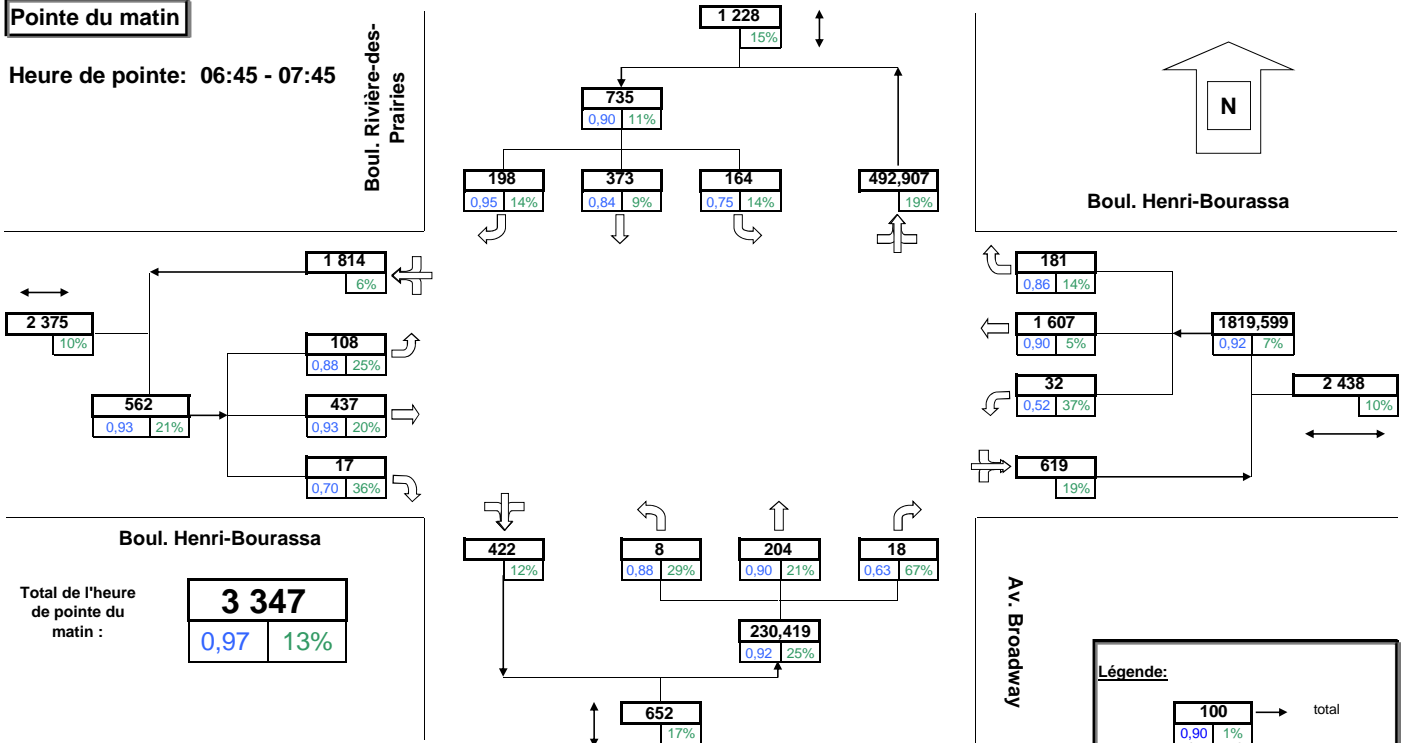 Pointe du matin
Heure de pointe: 06:45 - 07:45
Boul. Rivière-des-
Prairies
1 228
15%
735
0,90 11%
198 373 164 492,907
0,95 14% 0,84 9% 0,75 14% 19%
N
Boul. Henri-Bourassa
1 814
6%
2 375
10%
108
0,88 25%
562
0,93 21%
437
0,93 20%
17
0,70 36%
181
0,86 14%
1 607
0,90 5%
1819,599
0,92 7%
32
0,52 37%
2 438
10%
619
19%
Boul. Henri-Bourassa
Total de l'heure
de pointe du
matin :
3 347
0,97 13%
422 8 204 18
12% 0,88 29% 0,90 21% 0,63 67%
230,419
0,92 25%
652
17%
Av. Broadway
Légende:
100 total
0,90 1%